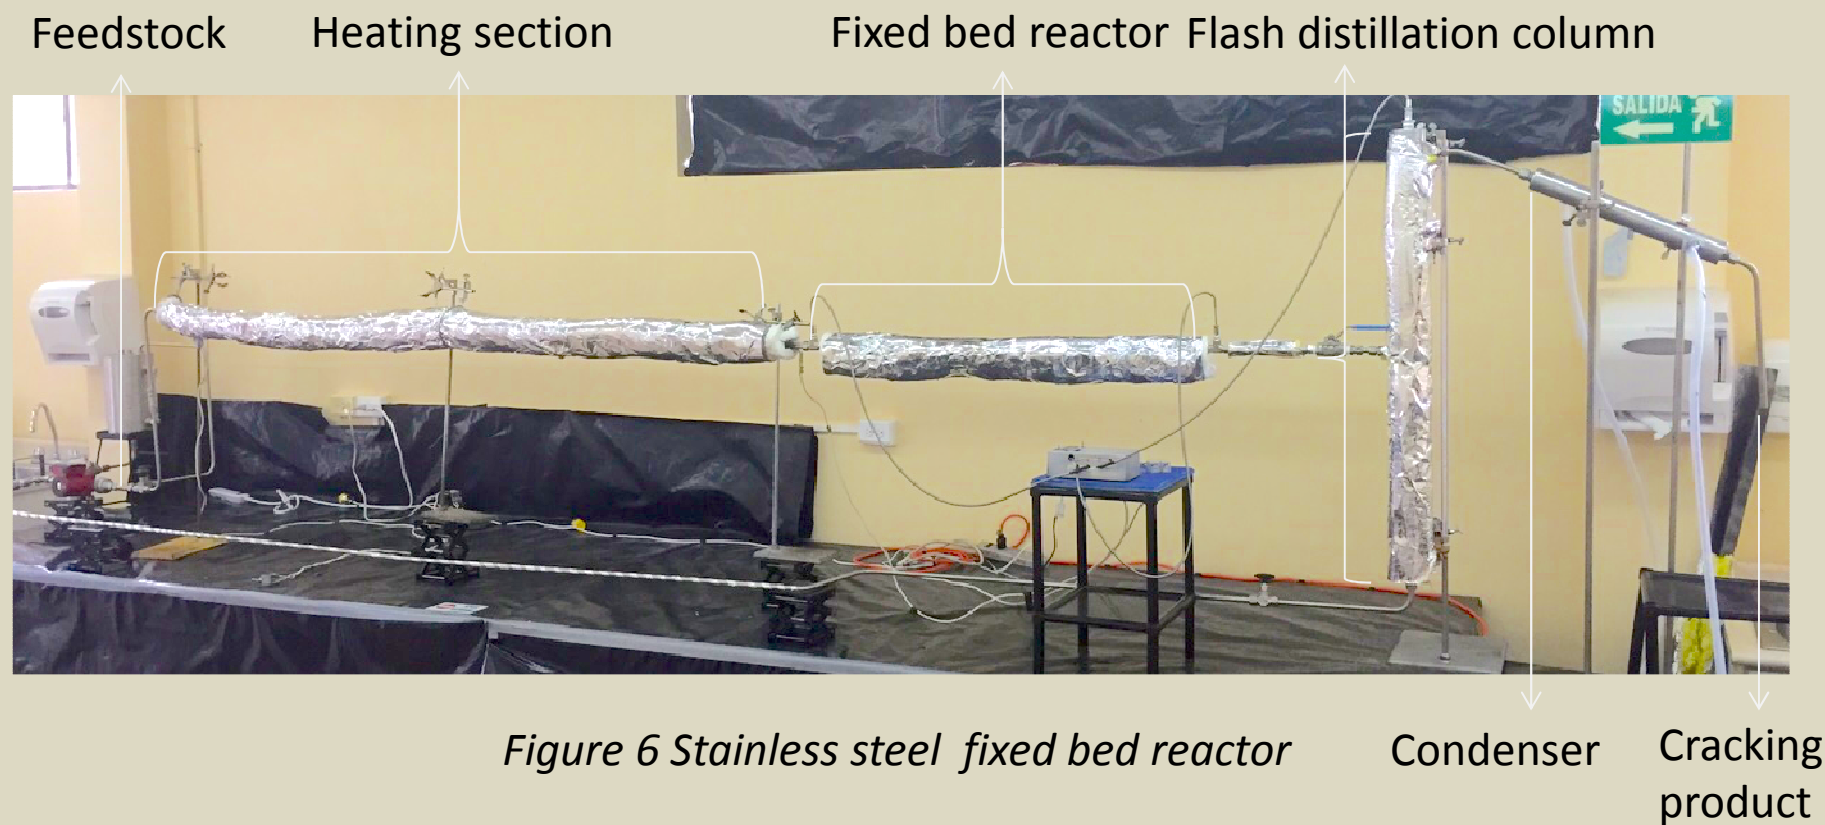 Feedstock
Heating section
Fixed bed reactor
Flash distillation column
SALIDA
Figure 6 Stainless steel fixed bed reactor
Condenser
Cracking
product